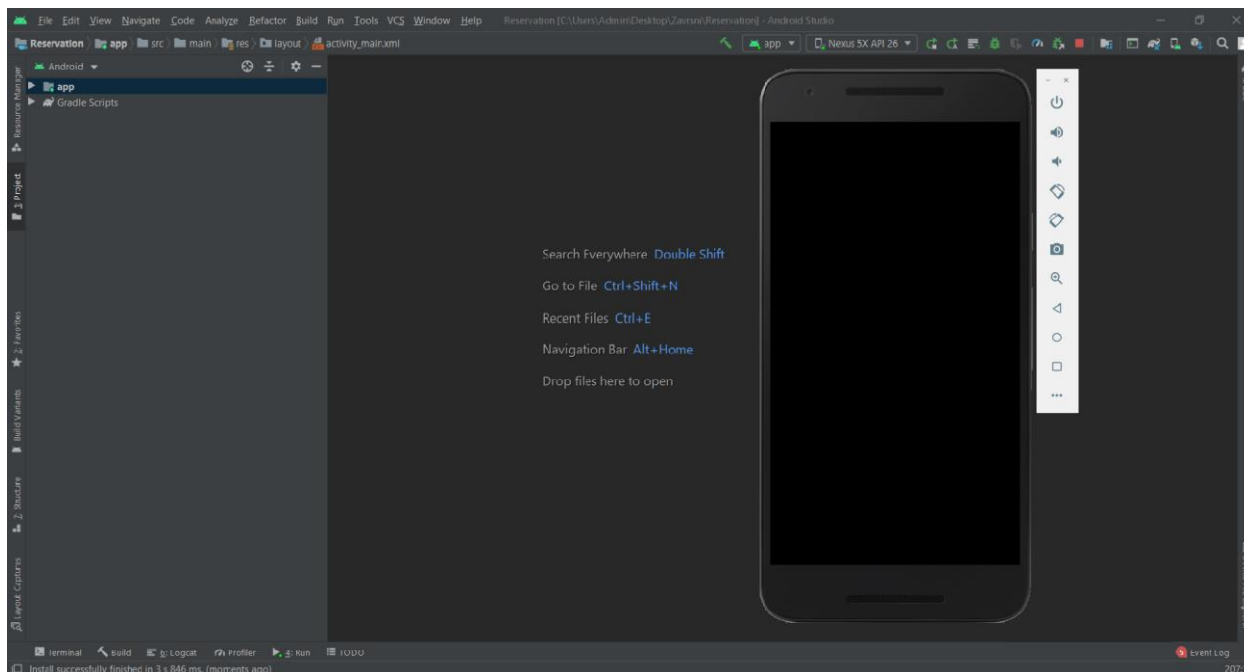 File Edit View Navigate Code Analyze Refactor Build Run Tools VCS Window Help Reservation [C:\Users\Admin\Desktop\Zavrsni\Reservation] - Android Studio
Reservation app src main res layout activity_main.xml app Nexus 5X API 26
Android
app
Gradle Scripts
Resource Manager
1: Project
2: Favorites
Build Variants
7: Structure
Layout Captures
Search Everywhere Double Shift
Go to File Ctrl+Shift+N
Recent Files Ctrl+E
Navigation Bar Alt+Home
Drop files here to open
Terminal Build 6: Logcat Profiler 4: Run TODO 5 Event Log
Install successfully finished in 3 s 846 ms. (moments ago)